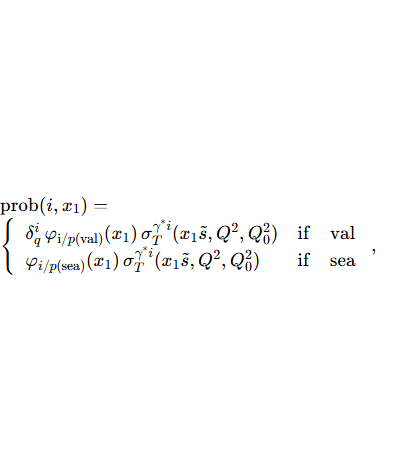 prob(i, x₁) =
{ δ_q^i φ_{i/p(val)}(x₁) σ_T^{γ*i}(x₁s̃, Q², Q₀²) if val
φ_{i/p(sea)}(x₁) σ_T^{γ*i}(x₁s̃, Q², Q₀²) if sea ,